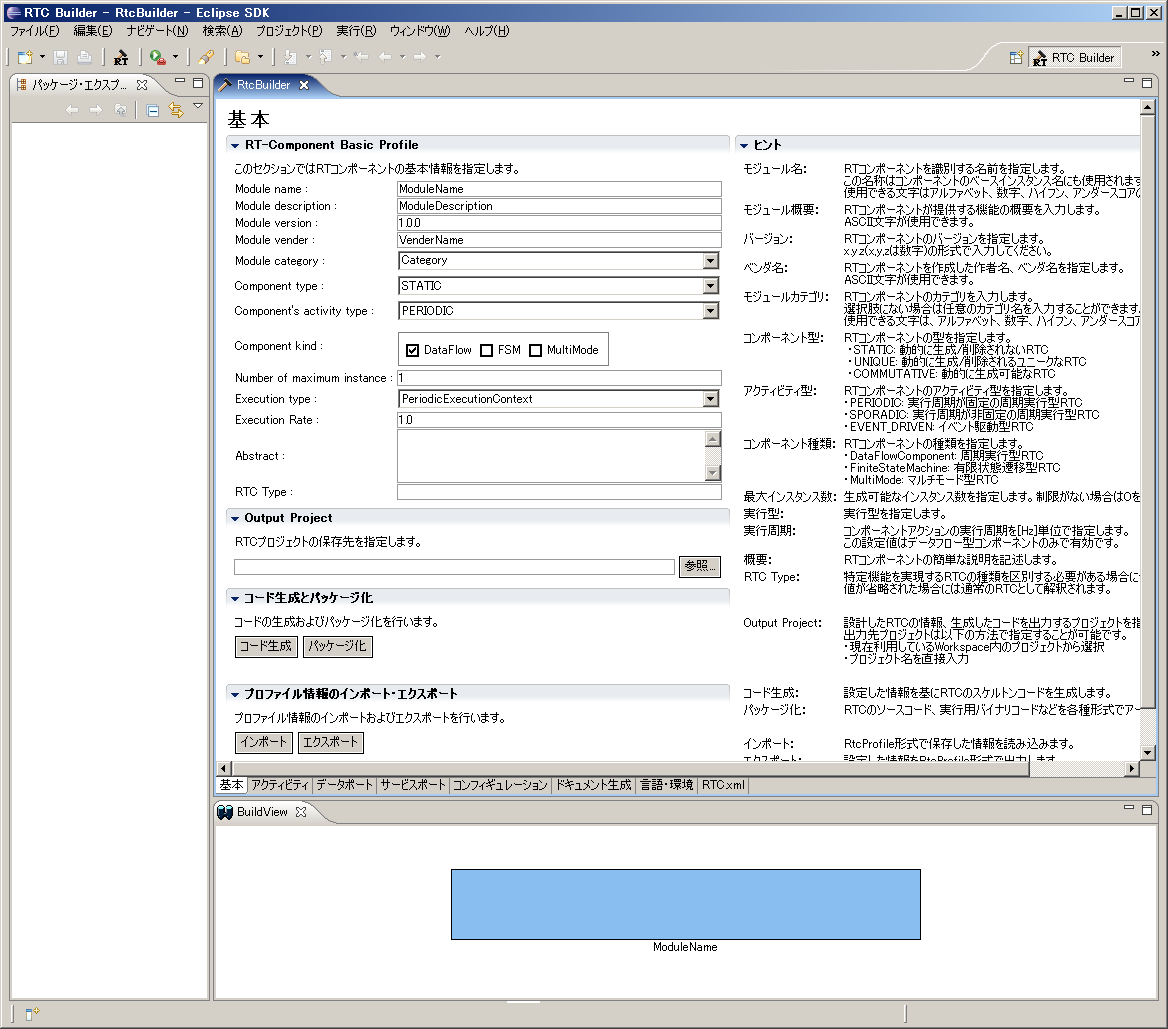 RTC Builder - RtcBuilder - Eclipse SDK
ファイル(F) 編集(E) ナビゲート(N) 検索(A) プロジェクト(P) 実行(R) ウィンドウ(W) ヘルプ(H)
RT RTC Builder
パッケージ・エクスプ...
RtcBuilder
基本
RT-Component Basic Profile
このセクションではRTコンポーネントの基本情報を指定します。
Module name : ModuleName
Module description : ModuleDescription
Module version : 1.0.0
Module vender : VenderName
Module category : Category
Component type : STATIC
Component's activity type : PERIODIC
Component kind : DataFlow FSM MultiMode
Number of maximum instance : 1
Execution type : PeriodicExecutionContext
Execution Rate : 1.0
Abstract :
RTC Type :
Output Project
RTCプロジェクトの保存先を指定します。
参照...
コード生成とパッケージ化
コードの生成およびパッケージ化を行います。
コード生成 パッケージ化
プロファイル情報のインポート・エクスポート
プロファイル情報のインポートおよびエクスポートを行います。
インポート エクスポート
ヒント
モジュール名: RTコンポーネントを識別する名前を指定します。
この名称はコンポーネントのベースインスタンス名にも使用されます
使用できる文字はアルファベット、数字、ハイフン、アンダースコアの
モジュール概要: RTコンポーネントが提供する機能の概要を入力します。
ASCII文字が使用できます。
バージョン: RTコンポーネントのバージョンを指定します。
x.y.z(x,y,zは数字)の形式で入力してください。
ベンダ名: RTコンポーネントを作成した作者名、ベンダ名を指定します。
ASCII文字が使用できます。
モジュールカテゴリ: RTコンポーネントのカテゴリを入力します。
選択肢にない場合は任意のカテゴリ名を入力することができます。
使用できる文字は、アルファベット、数字、ハイフン、アンダースコア
コンポーネント型: RTコンポーネントの型を指定します。
・STATIC: 動的に生成/削除されないRTC
・UNIQUE: 動的に生成/削除されるユニークなRTC
・COMMUTATIVE: 動的に生成可能なRTC
アクティビティ型: RTコンポーネントのアクティビティ型を指定します。
・PERIODIC: 実行周期が固定の周期実行型RTC
・SPORADIC: 実行周期が非固定の周期実行型RTC
・EVENT_DRIVEN: イベント駆動型RTC
コンポーネント種類: RTコンポーネントの種類を指定します。
・DataFlowComponent: 周期実行型RTC
・FiniteStateMachine: 有限状態遷移型RTC
・MultiMode: マルチモード型RTC
最大インスタンス数: 生成可能なインスタンス数を指定します。制限がない場合は0を
実行型: 実行型を指定します。
実行周期: コンポーネントアクションの実行周期を[Hz]単位で指定します。
この設定値はデータフロー型コンポーネントのみで有効です。
概要: RTコンポーネントの簡単な説明を記述します。
RTC Type: 特定機能を実現するRTCの種類を区別する必要がある場合に
値が省略された場合には通常のRTCとして解釈されます。
Output Project: 設計したRTCの情報、生成したコードを出力するプロジェクトを指
出力先プロジェクトは以下の方法で指定することが可能です。
・現在利用しているWorkspace内のプロジェクトから選択
・プロジェクト名を直接入力
コード生成: 設定した情報を基にRTCのスケルトンコードを生成します。
パッケージ化: RTCのソースコード、実行用バイナリコードなどを各種形式でアー
インポート: RtcProfile形式で保存した情報を読み込みます。
エクスポート: 設定した情報をRtcProfile形式で出力します
基本 アクティビティ データポート サービスポート コンフィギュレーション ドキュメント生成 言語・環境 RTC.xml
BuildView
ModuleName